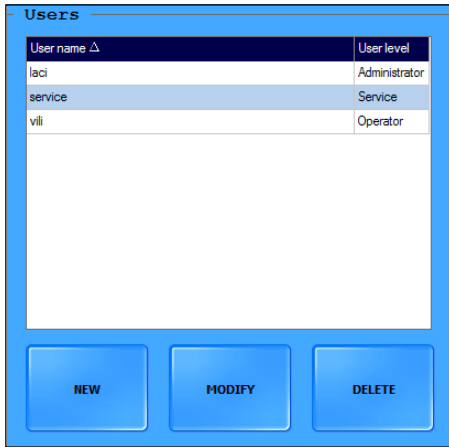 Users
User name △ User level
laci Administrator
service Service
vili Operator
NEW MODIFY DELETE